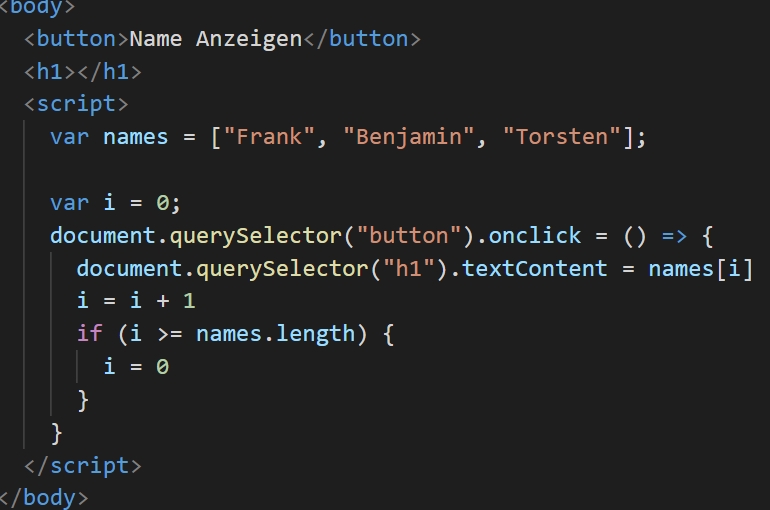 <body>
<button>Name Anzeigen</button>
<h1></h1>
<script>
var names = ["Frank", "Benjamin", "Torsten"];
var i = 0;
document.querySelector("button").onclick = () => {
document.querySelector("h1").textContent = names[i]
i = i + 1
if (i >= names.length) {
i = 0
}
}
</script>
</body>